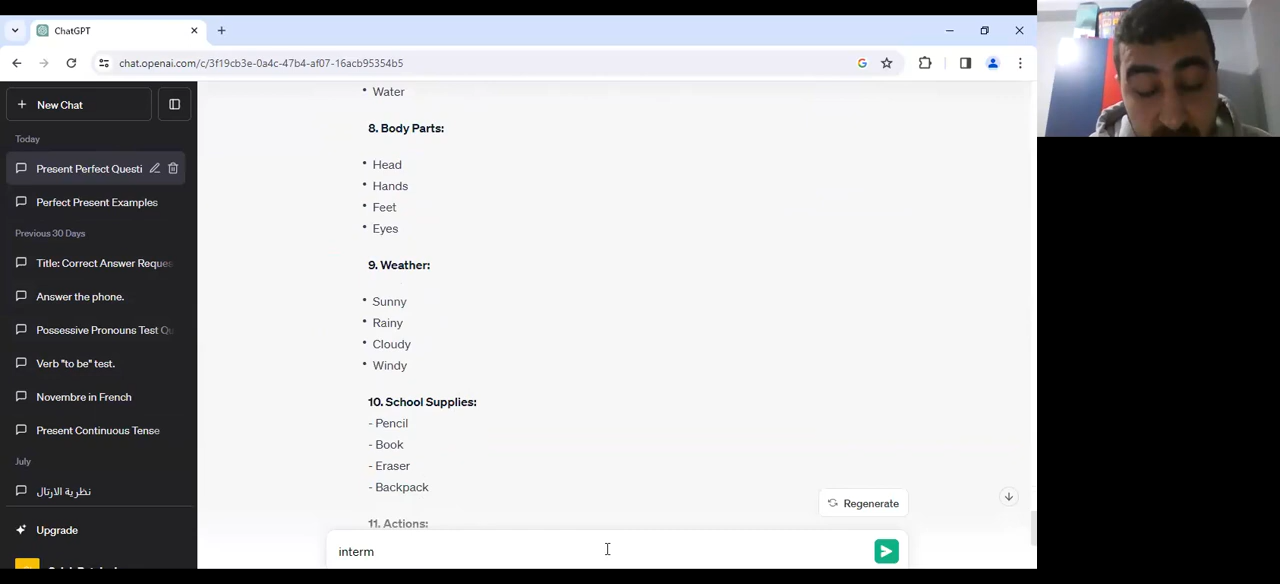 ChatGPT
chat.openai.com/c/3f19cb3e-0a4c-47b4-af07-16acb95354b5
New Chat
Today
Present Perfect Questi
Perfect Present Examples
Previous 30 Days
Title: Correct Answer Reques
Answer the phone.
Possessive Pronouns Test Qu
Verb "to be" test.
Novembre in French
Present Continuous Tense
July
نظرية الارتال
Upgrade
• Water
8. Body Parts:
• Head
• Hands
• Feet
• Eyes
9. Weather:
• Sunny
• Rainy
• Cloudy
• Windy
10. School Supplies:
- Pencil
- Book
- Eraser
- Backpack
Regenerate
11. Actions:
interm